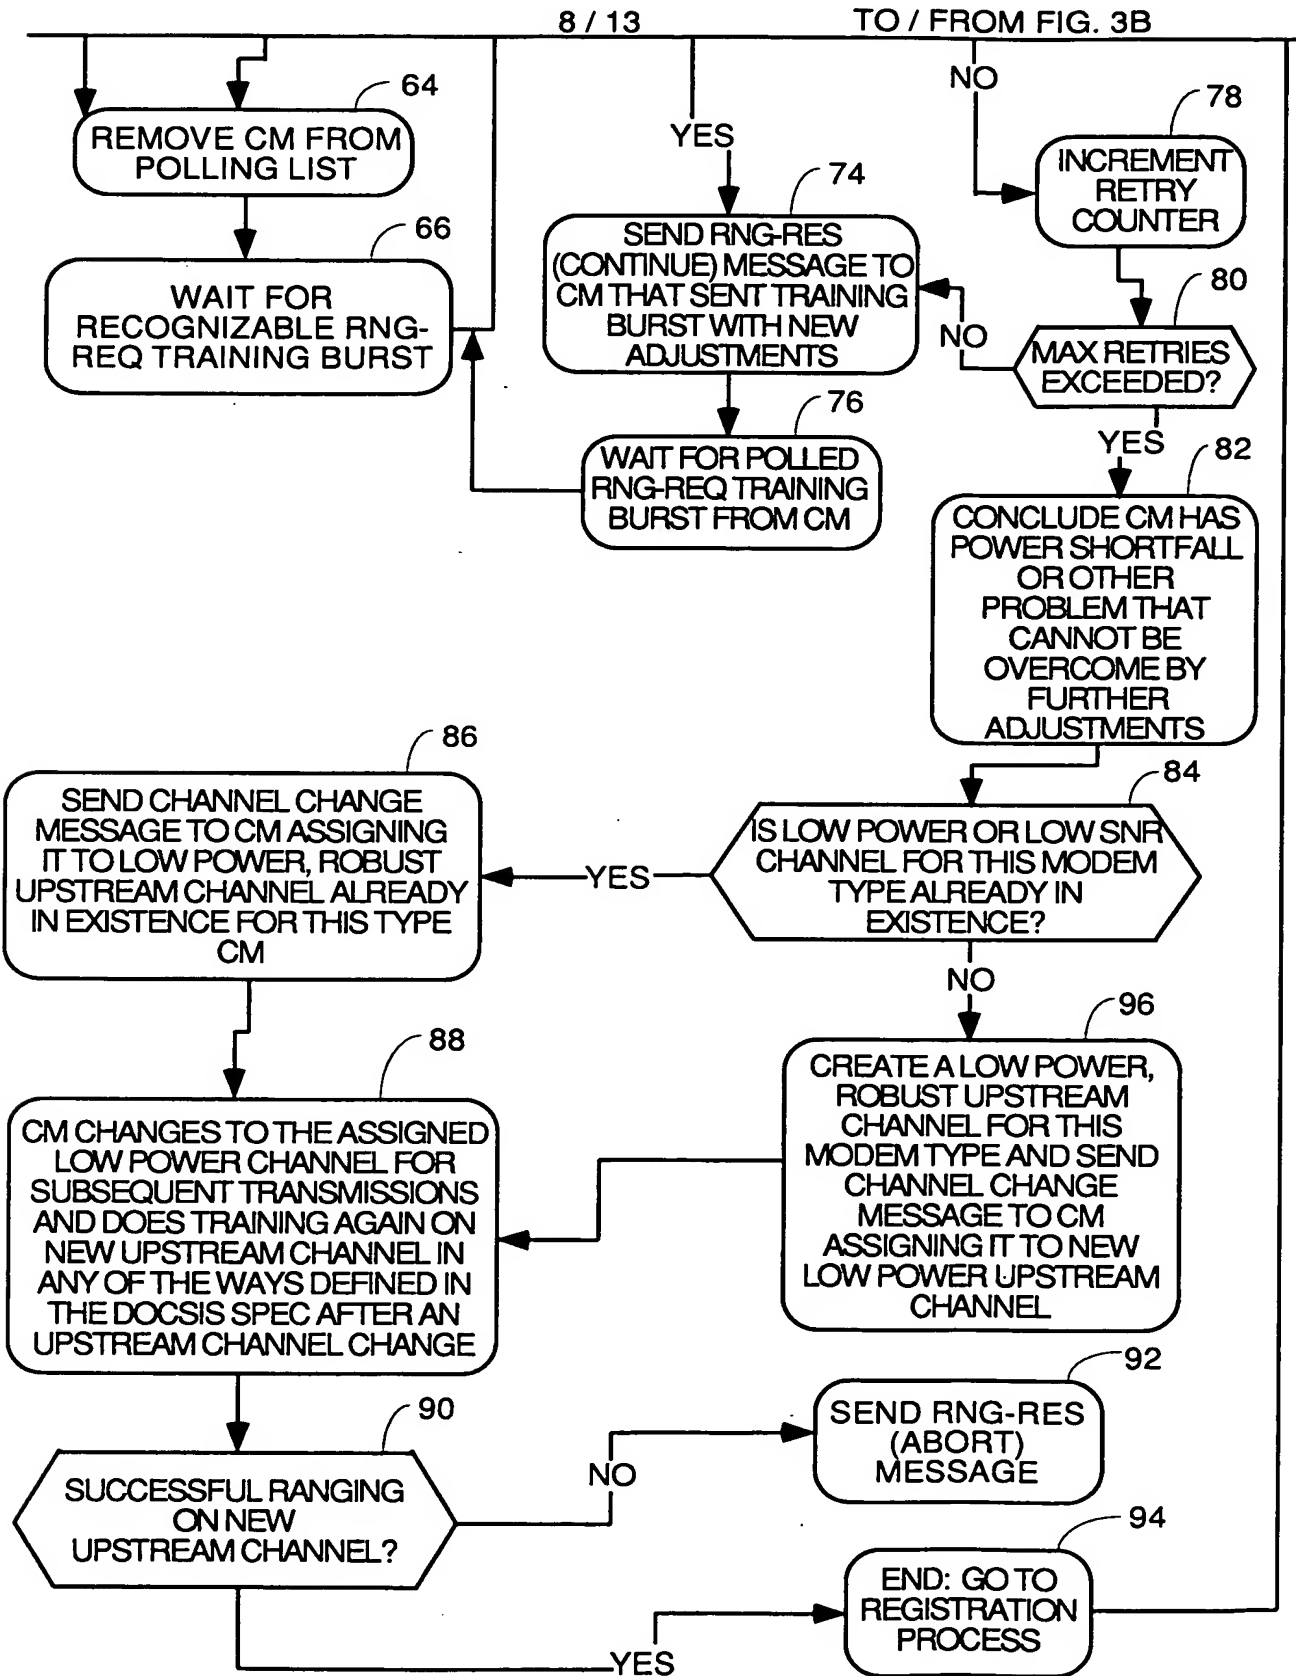 8 / 13
TO / FROM FIG. 3B
64
REMOVE CM FROM
POLLING LIST
66
WAIT FOR
RECOGNIZABLE RNG-
REQ TRAINING BURST
YES
74
SEND RNG-RES
(CONTINUE) MESSAGE TO
CM THAT SENT TRAINING
BURST WITH NEW
ADJUSTMENTS
76
WAIT FOR POLLED
RNG-REQ TRAINING
BURST FROM CM
NO
78
INCREMENT
RETRY
COUNTER
80
NO
MAX RETRIES
EXCEEDED?
YES
82
CONCLUDE CM HAS
POWER SHORTFALL
OR OTHER
PROBLEM THAT
CANNOT BE
OVERCOME BY
FURTHER
ADJUSTMENTS
84
IS LOW POWER OR LOW SNR
CHANNEL FOR THIS MODEM
TYPE ALREADY IN
EXISTENCE?
YES
86
SEND CHANNEL CHANGE
MESSAGE TO CM ASSIGNING
IT TO LOW POWER, ROBUST
UPSTREAM CHANNEL ALREADY
IN EXISTENCE FOR THIS TYPE
CM
NO
96
CREATE A LOW POWER,
ROBUST UPSTREAM
CHANNEL FOR THIS
MODEM TYPE AND SEND
CHANNEL CHANGE
MESSAGE TO CM
ASSIGNING IT TO NEW
LOW POWER UPSTREAM
CHANNEL
88
CM CHANGES TO THE ASSIGNED
LOW POWER CHANNEL FOR
SUBSEQUENT TRANSMISSIONS
AND DOES TRAINING AGAIN ON
NEW UPSTREAM CHANNEL IN
ANY OF THE WAYS DEFINED IN
THE DOCSIS SPEC AFTER AN
UPSTREAM CHANNEL CHANGE
90
SUCCESSFUL RANGING
ON NEW
UPSTREAM CHANNEL?
NO
92
SEND RNG-RES
(ABORT)
MESSAGE
YES
94
END: GO TO
REGISTRATION
PROCESS